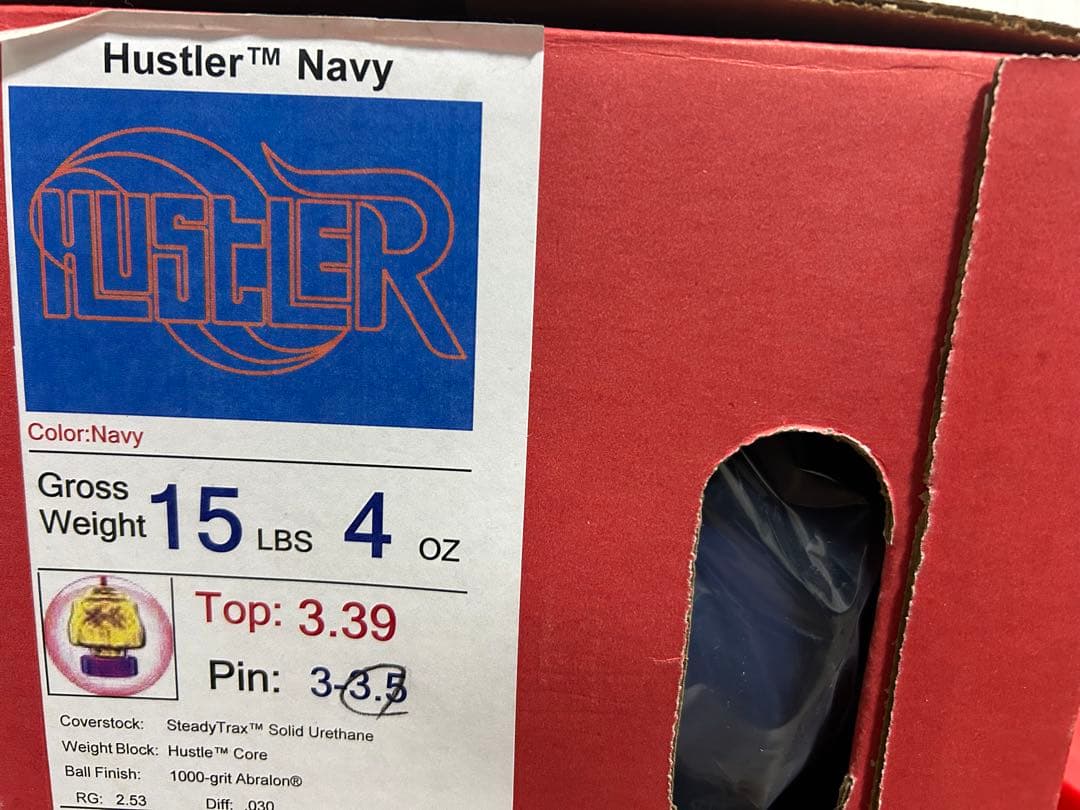 Hustler™ Navy
HUSTLER
Color:Navy
Gross Weight 15 LBS 4 OZ
Top: 3.39
Pin: 3-3.5
Coverstock: SteadyTrax™ Solid Urethane
Weight Block: Hustle™ Core
Ball Finish: 1000-grit Abralon®
RG: 2.53 Diff: .030